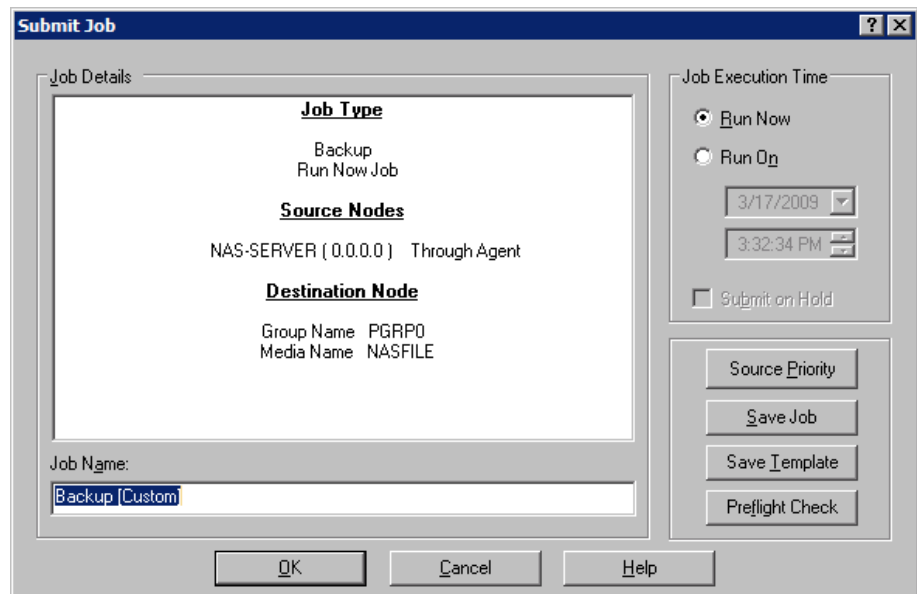 Submit Job
Job Details
Job Type
Backup
Run Now Job
Source Nodes
NAS-SERVER ( 0.0.0.0 ) Through Agent
Destination Node
Group Name PGRP0
Media Name NASFILE
Job Name:
Backup [Custom]
Job Execution Time
Run Now
Run On
3/17/2009
3:32:34 PM
Submit on Hold
Source Priority
Save Job
Save Template
Preflight Check
OK
Cancel
Help